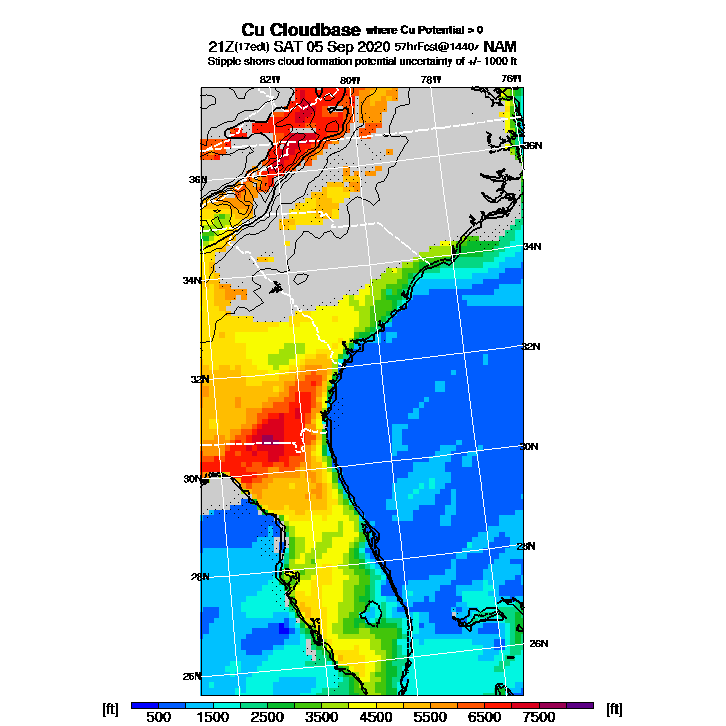 Cu Cloudbase where Cu Potential > 0
21Z(17edt) SAT 05 Sep 2020 57hrFcst@1440z NAM
Stipple shows cloud formation potential uncertainty of +/- 1000 ft
82W 80W 78W 76W
36N
36N
34N
34N
32N
32N
30N
30N
28N
28N
26N
26N
[ft] 500 1500 2500 3500 4500 5500 6500 7500 [ft]